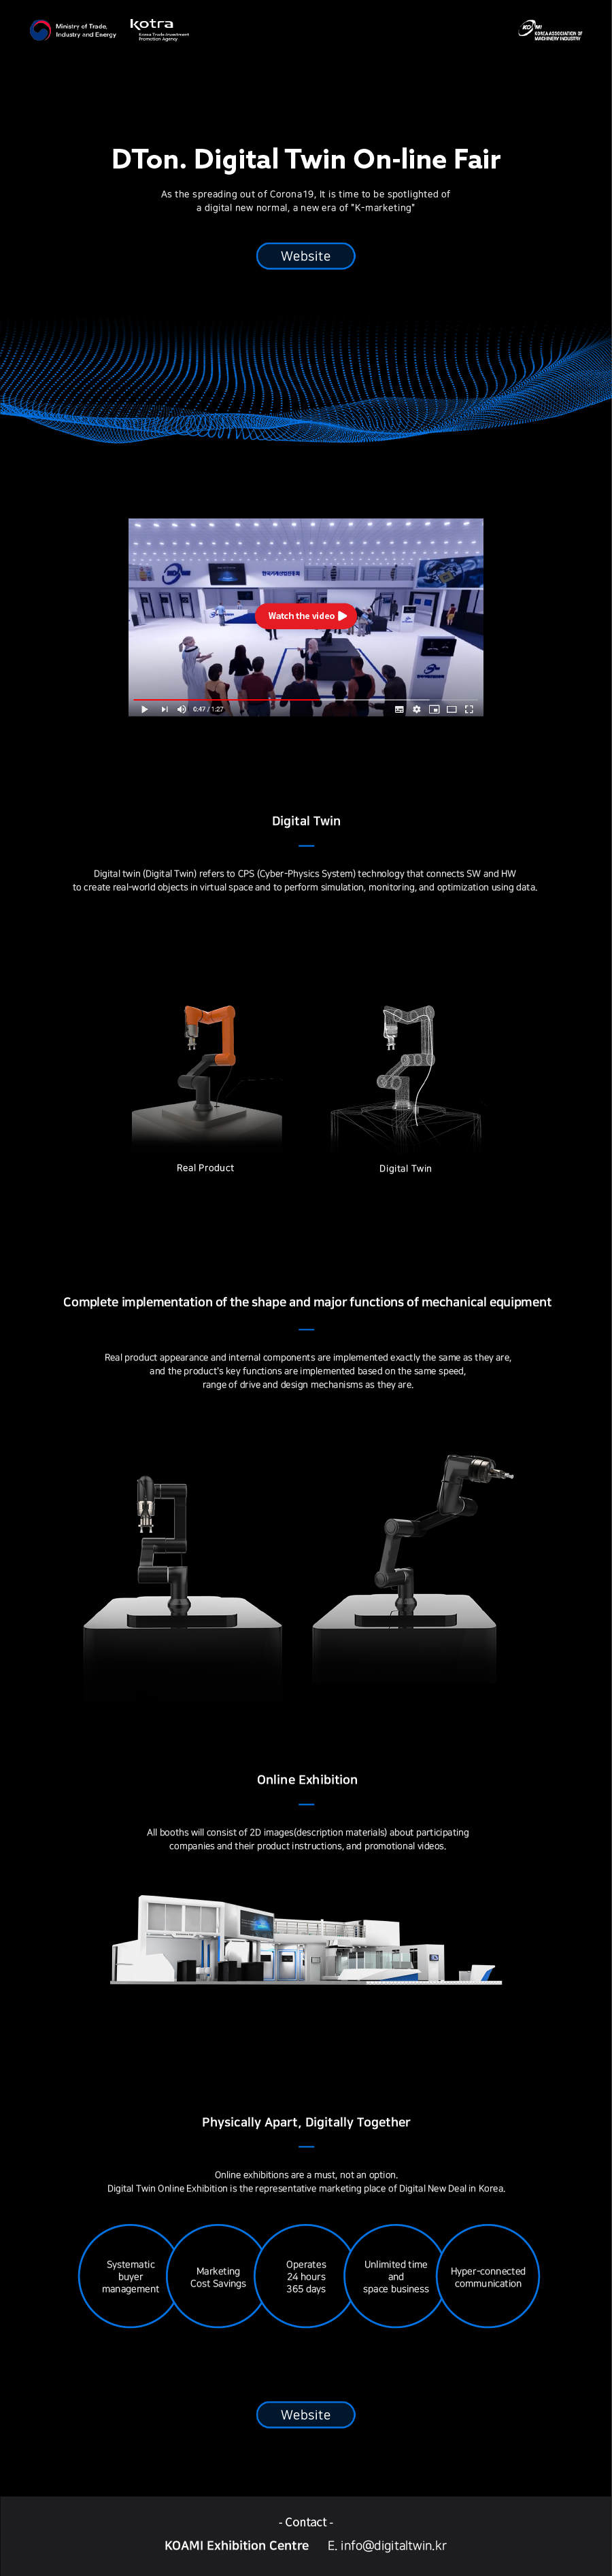 Ministry of Trade,
Industry and Energy
kotra
Korea Trade-Investment
Promotion Agency
KOAMI
KOREA ASSOCIATION OF
MACHINERY INDUSTRY
DTon. Digital Twin On-line Fair
As the spreading out of Corona19, It is time to be spotlighted of
a digital new normal, a new era of "K-marketing"
Website
한국기계산업진흥회
Watch the video
0:47 / 1:27
Digital Twin
Digital twin (Digital Twin) refers to CPS (Cyber-Physics System) technology that connects SW and HW
to create real-world objects in virtual space and to perform simulation, monitoring, and optimization using data.
Real Product
Digital Twin
Complete implementation of the shape and major functions of mechanical equipment
Real product appearance and internal components are implemented exactly the same as they are,
and the product's key functions are implemented based on the same speed,
range of drive and design mechanisms as they are.
Online Exhibition
All booths will consist of 2D images(description materials) about participating
companies and their product instructions, and promotional videos.
Physically Apart, Digitally Together
Online exhibitions are a must, not an option.
Digital Twin Online Exhibition is the representative marketing place of Digital New Deal in Korea.
Systematic
buyer
management
Marketing
Cost Savings
Operates
24 hours
365 days
Unlimited time
and
space business
Hyper-connected
communication
Website
- Contact -
KOAMI Exhibition Centre E. info@digitaltwin.kr